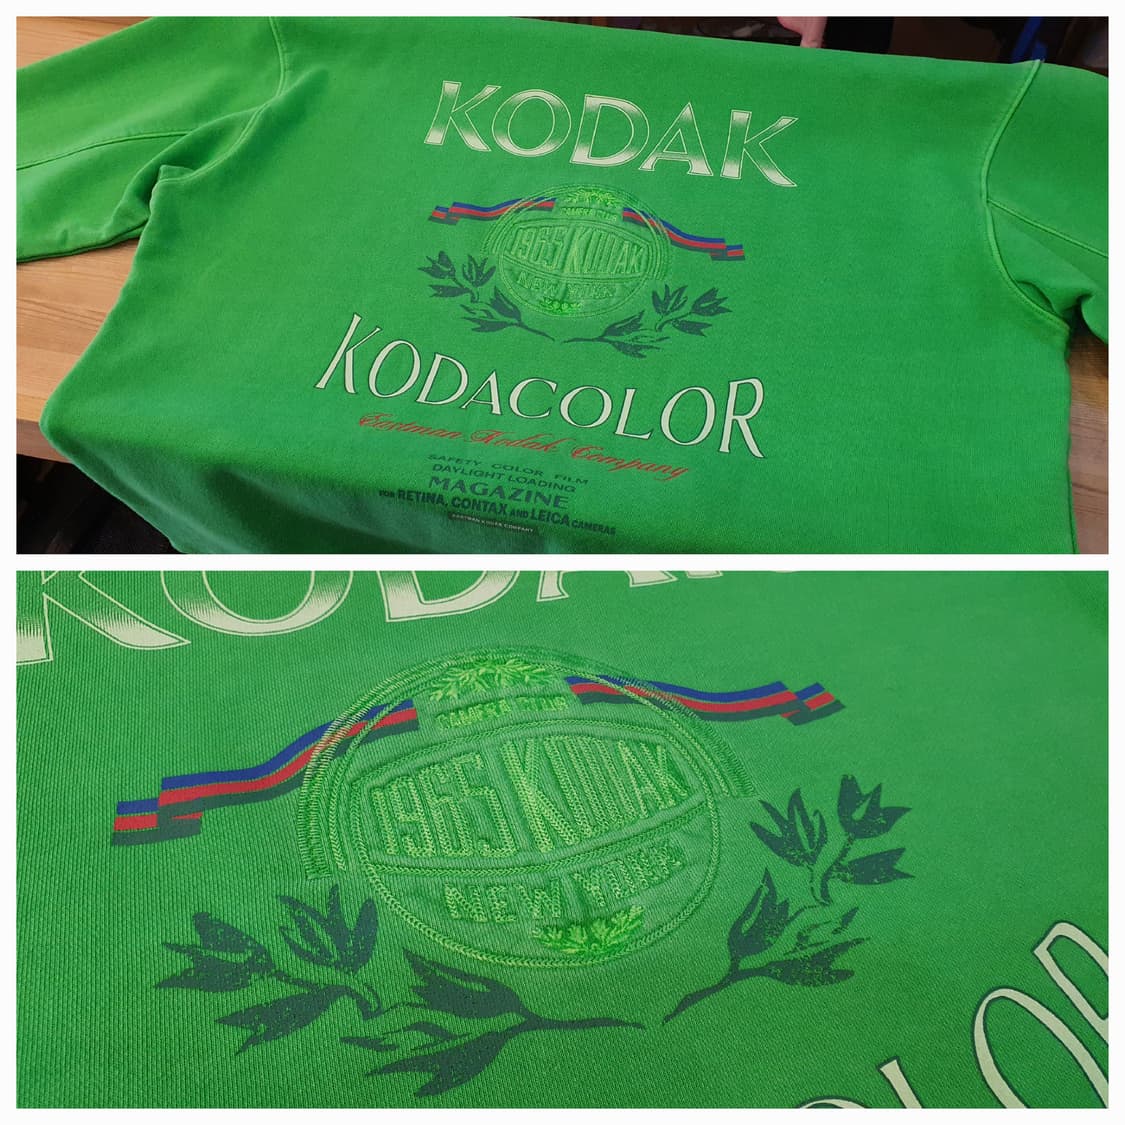 KODAK
CAMERA CLUB
1965 KODAK
NEW YORK
KODACOLOR
Eastman Kodak Company
SAFETY COLOR FILM
DAYLIGHT LOADING
MAGAZINE
FOR RETINA, CONTAX AND LEICA CAMERAS
EASTMAN KODAK COMPANY
KODAK
CAMERA CLUB
1965 KODAK
NEW YORK
LOR